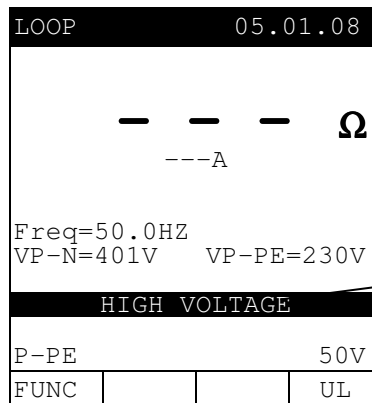 LOOP 05.01.08
- - - Ω
---A
Freq=50.0HZ
VP-N=401V VP-PE=230V
HIGH VOLTAGE
P-PE 50V
FUNC UL